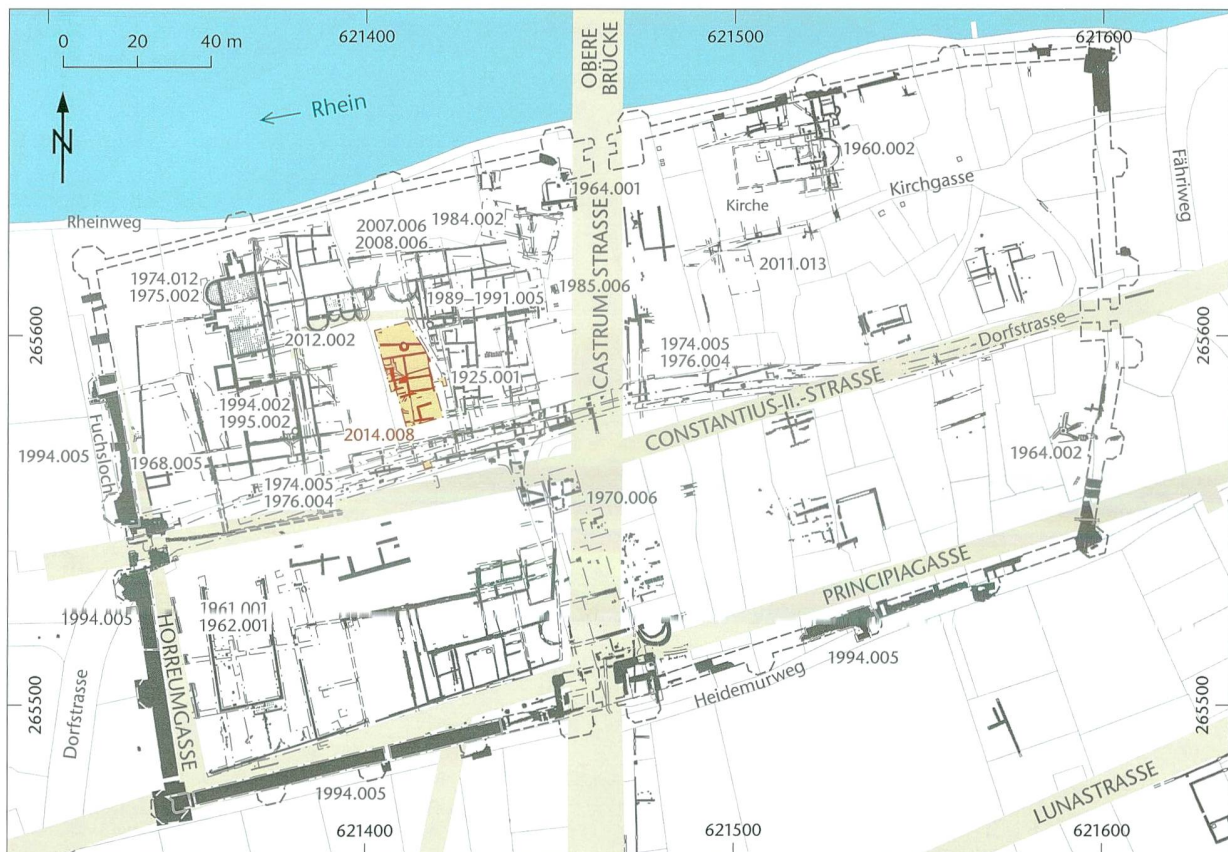 0 20 40 m
621400
621500
621600
OBERE
BRÜCKE
N
← Rhein
Rheinweg
Fähriweg
1960.002
1964.001
Kirchgasse
Kirche
2007.006
2008.006
1984.002
1974.012
1975.002
2011.013
1989–1991.005
1985.006
CASTRUMSTRASSE
265600
2012.002
1974.005
1976.004
Dorfstrasse
265600
1925.001
1994.002
1995.002
CONSTANTIUS-II.-STRASSE
2014.008
1994.005
Fuchsloch
1968.005
1974.005
1976.004
1964.002
1970.006
PRINCIPIAGASSE
1994.005
1961.001
1962.001
HORREUMGASSE
1994.005
Heidemurweg
Dorfstrasse
265500
265500
1994.005
LUNASTRASSE
621400
621500
621600